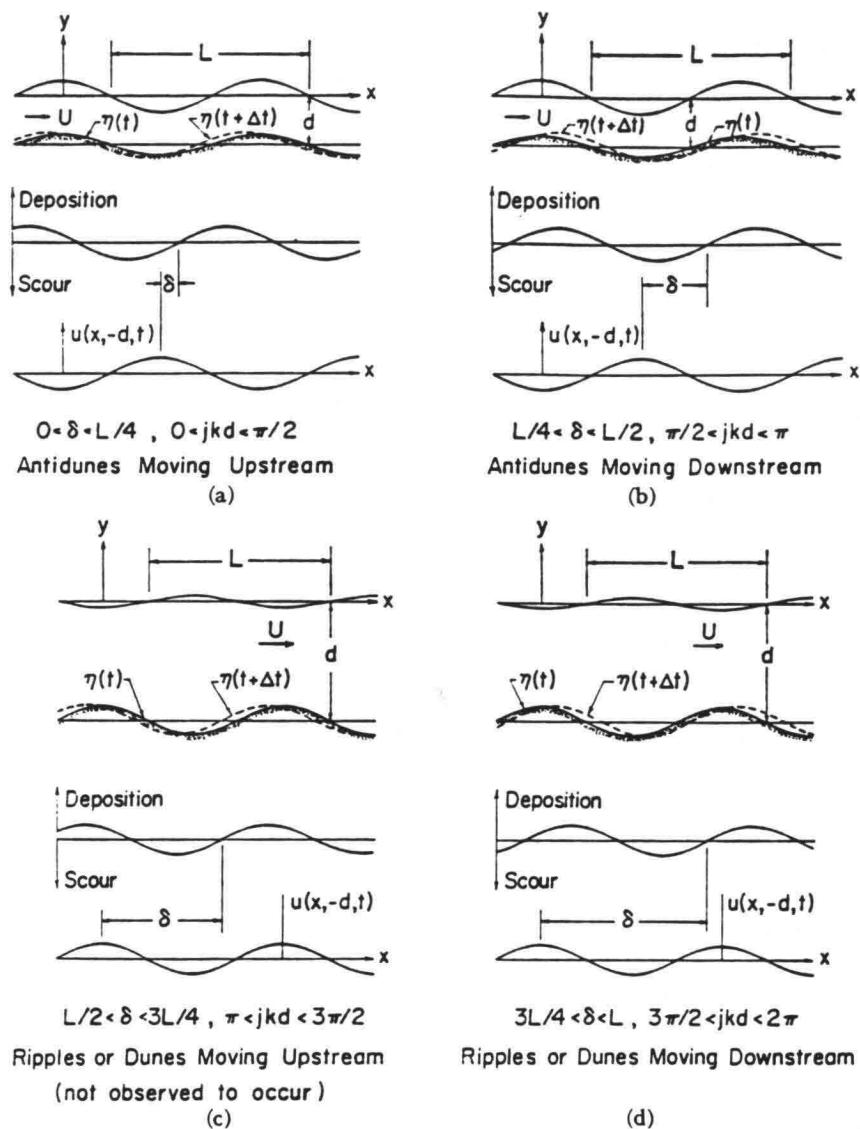 y
L
x
U
η(t)
η(t+Δt)
d
Deposition
Scour
δ
u(x,-d,t)
x
O<δ<L/4 , O<jkd<π/2
Antidunes Moving Upstream
(a)
y
L
x
U
η(t+Δt)
d
η(t)
Deposition
Scour
δ
u(x,-d,t)
x
L/4<δ<L/2, π/2<jkd<π
Antidunes Moving Downstream
(b)
y
L
x
U
d
η(t)
η(t+Δt)
Deposition
Scour
δ
u(x,-d,t)
x
L/2<δ<3L/4 , π<jkd<3π/2
Ripples or Dunes Moving Upstream
(not observed to occur)
(c)
y
L
x
U
d
η(t)
η(t+Δt)
Deposition
Scour
δ
u(x,-d,t)
x
3L/4<δ<L, 3π/2<jkd<2π
Ripples or Dunes Moving Downstream
(d)